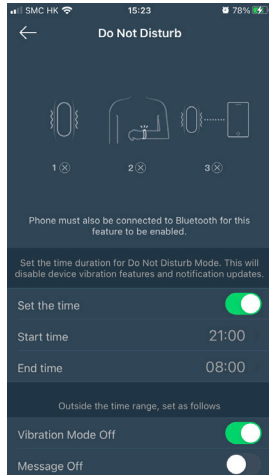 SMC HK 15:23 78%
Do Not Disturb
1 2 3
Phone must also be connected to Bluetooth for this
feature to be enabled.
Set the time duration for Do Not Disturb Mode. This will
disable device vibration features and notification updates.
Set the time
Start time 21:00
End time 08:00
Outside the time range, set as follows
Vibration Mode Off
Message Off